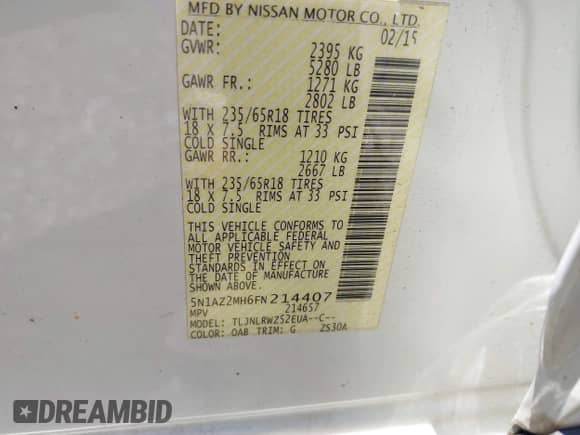 MFD BY NISSAN MOTOR CO., LTD.
DATE: 02/15
GVWR: 2395 KG
5280 LB
GAWR FR.: 1271 KG
2802 LB
WITH 235/65R18 TIRES
18 X 7.5 RIMS AT 33 PSI
COLD SINGLE
GAWR RR.: 1210 KG
2667 LB
WITH 235/65R18 TIRES
18 X 7.5 RIMS AT 33 PSI
COLD SINGLE
THIS VEHICLE CONFORMS TO
ALL APPLICABLE FEDERAL
MOTOR VEHICLE SAFETY AND
THEFT PREVENTION
STANDARDS IN EFFECT ON
THE DATE OF MANUFACTURE
SHOWN ABOVE.
5N1AZ2MH6FN214407
MPV 214657
MODEL: TLJNLRWZ52EUA--C--
COLOR: QAB TRIM: G ZS30A
DREAMBID